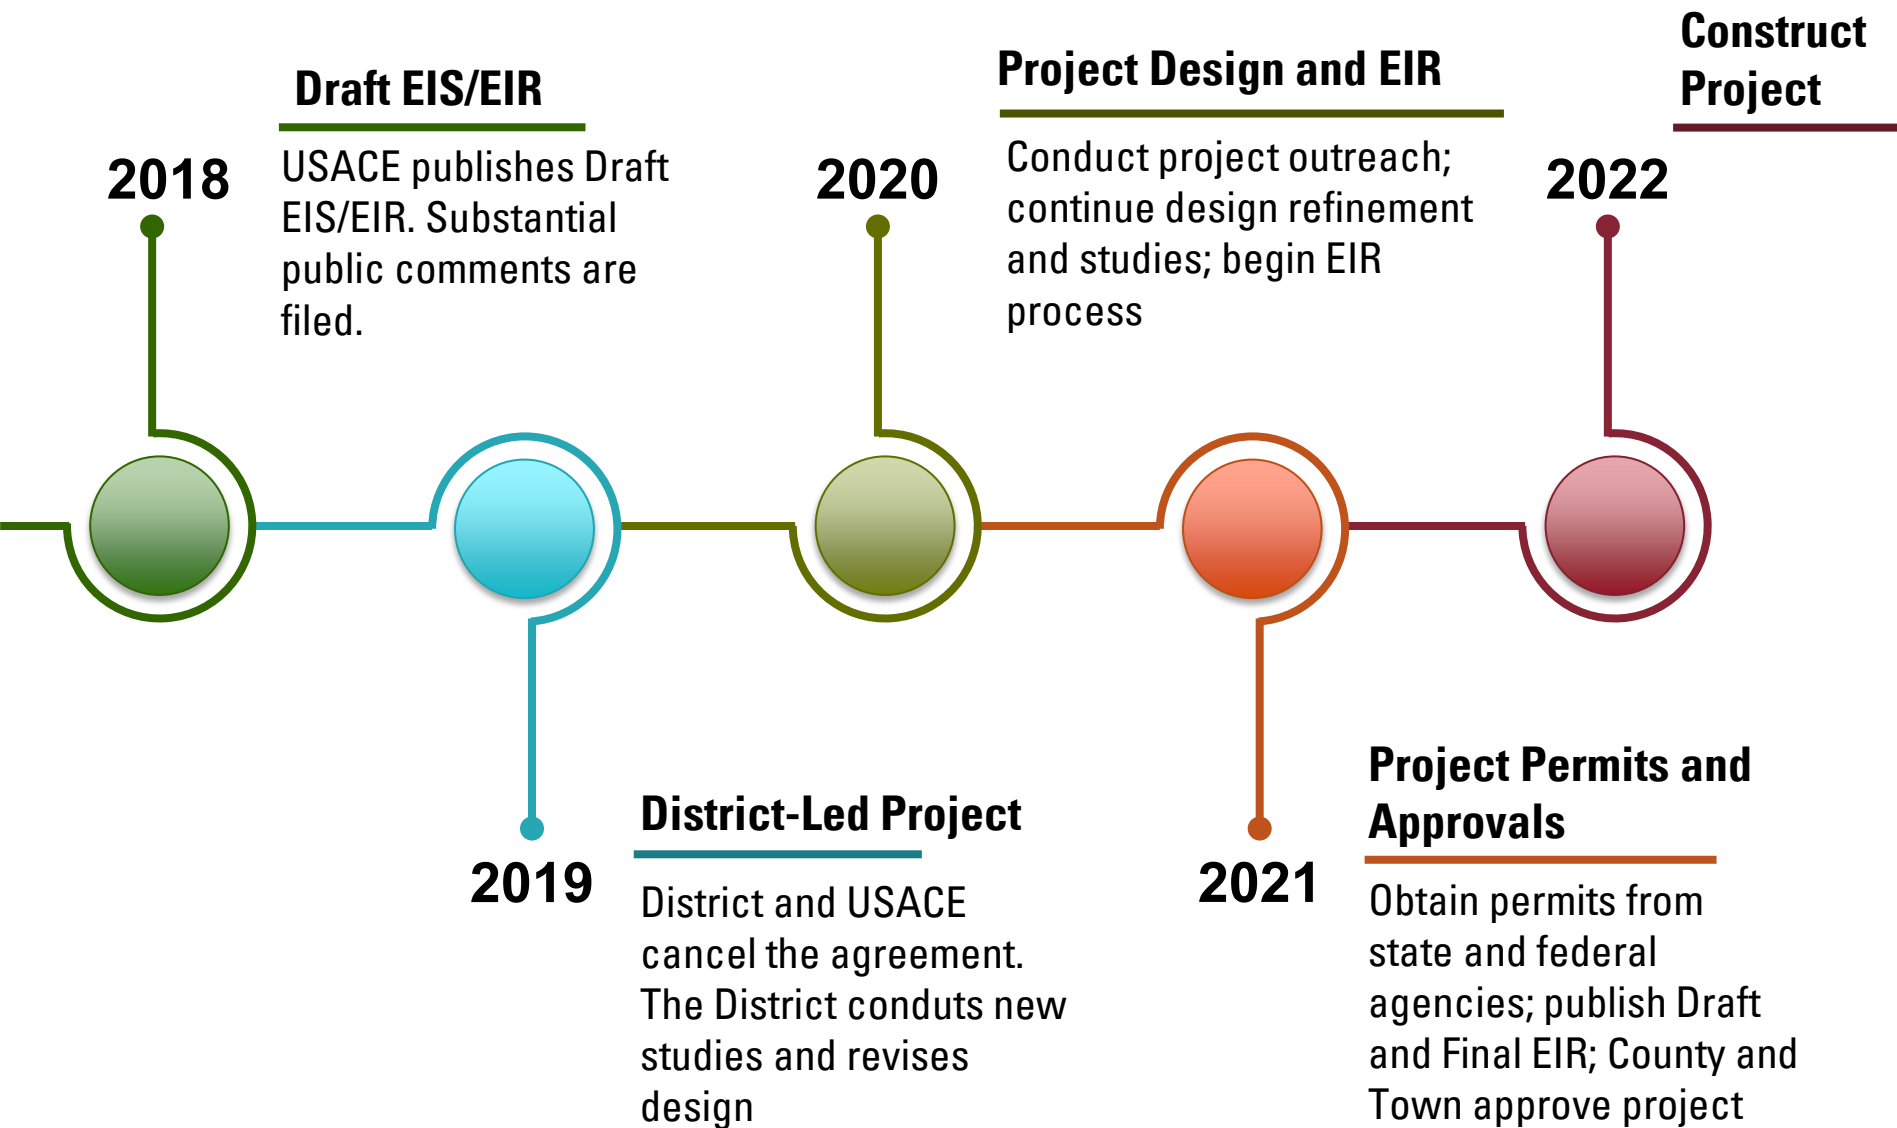 2018
Draft EIS/EIR
USACE publishes Draft
EIS/EIR. Substantial
public comments are
filed.
2019
District-Led Project
District and USACE
cancel the agreement.
The District conduts new
studies and revises
design
2020
Project Design and EIR
Conduct project outreach;
continue design refinement
and studies; begin EIR
process
2021
Project Permits and
Approvals
Obtain permits from
state and federal
agencies; publish Draft
and Final EIR; County and
Town approve project
2022
Construct
Project